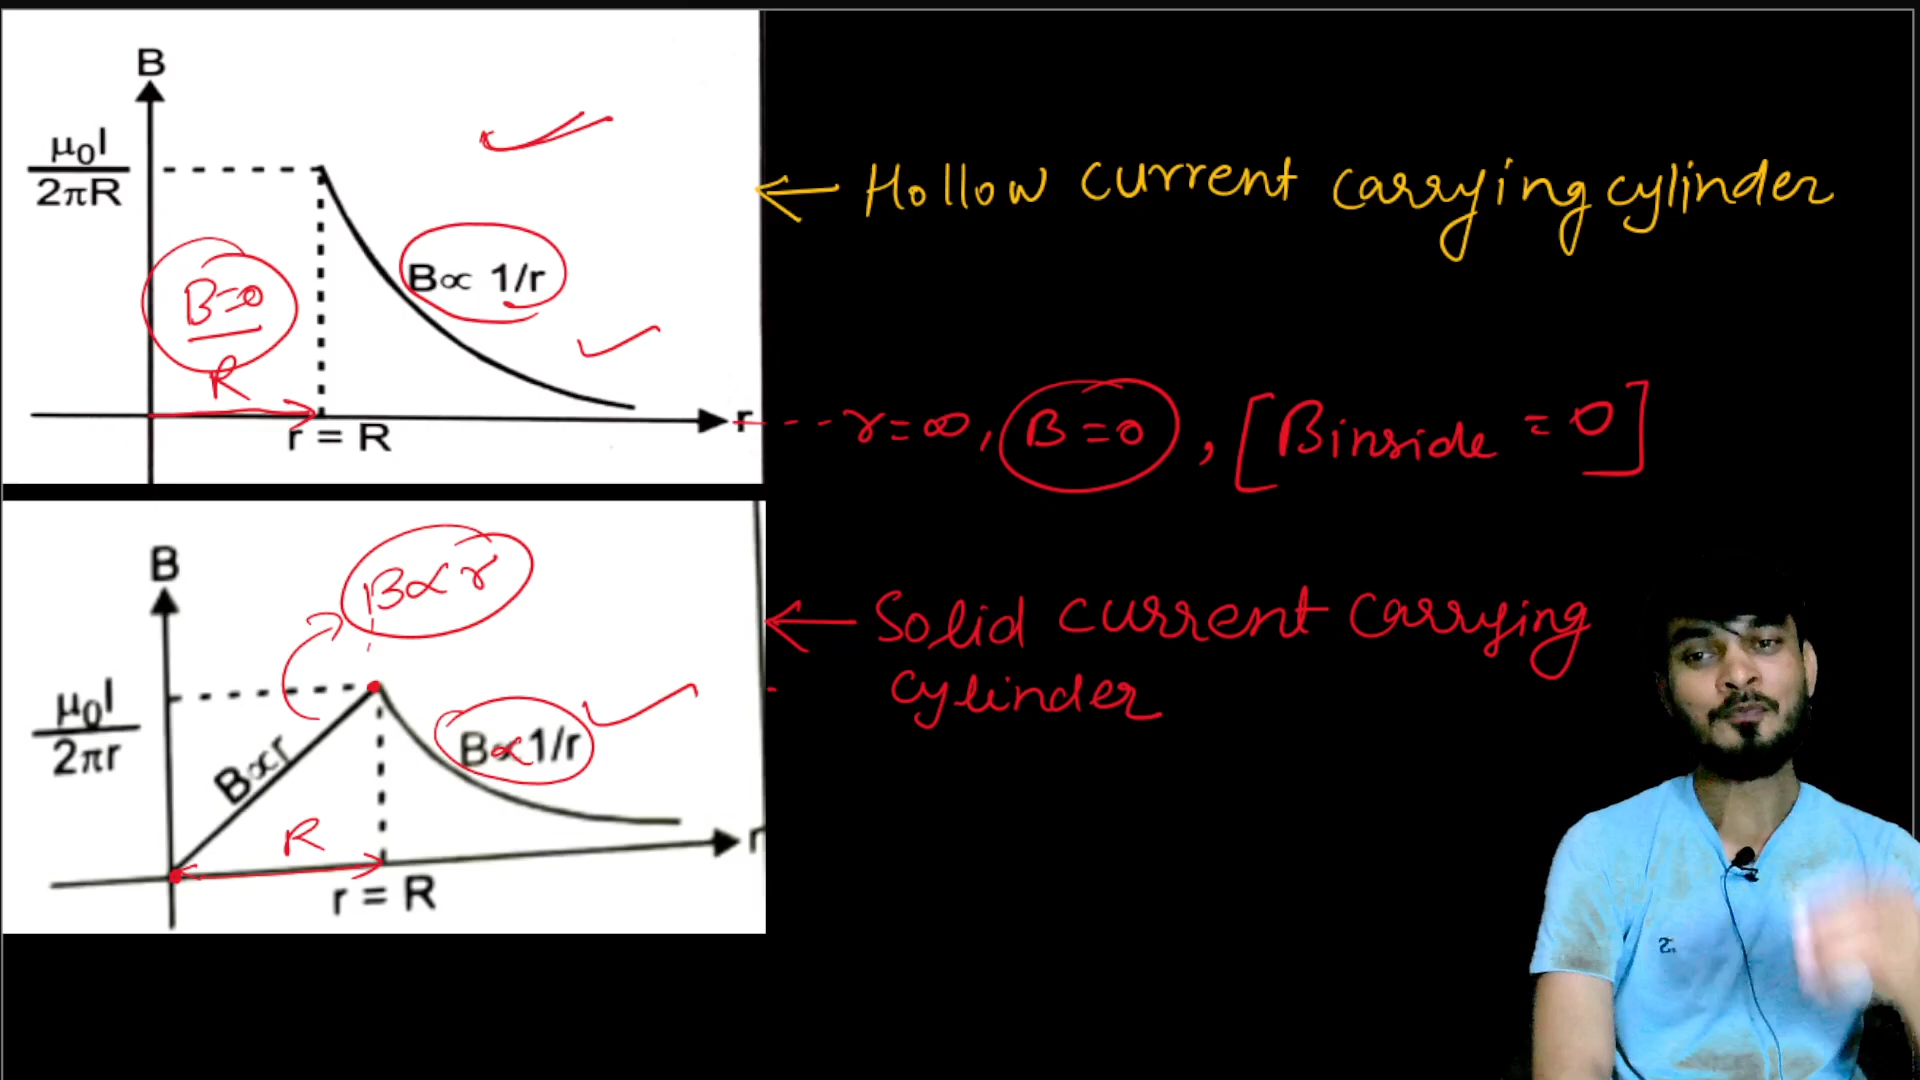 B
μ₀I
2πR
B=0
R
B∝ 1/r
r = R
r
Hollow current carrying cylinder
r=∞, B=0, [Binside = 0]
B
B∝r
μ₀I
2πr
B∝r
B∝1/r
R
r = R
r
Solid current carrying
cylinder